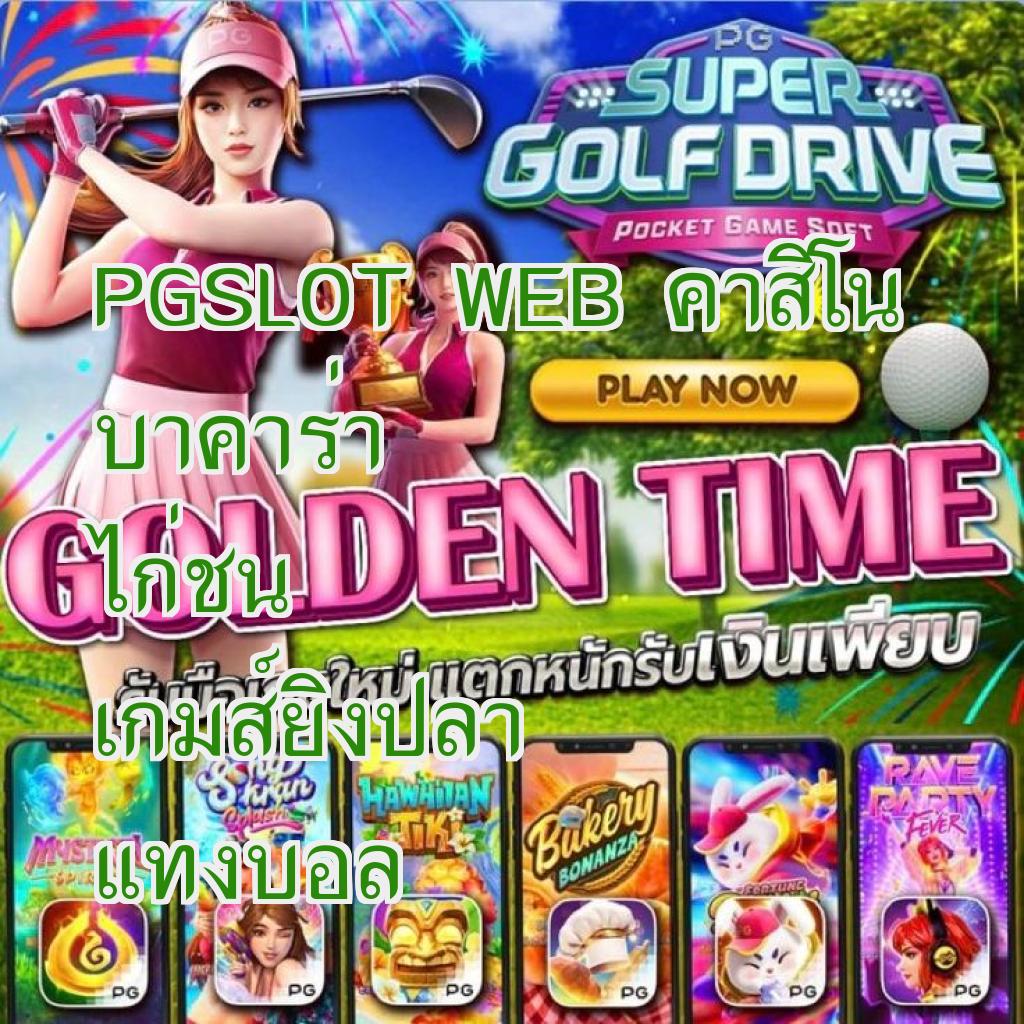 PG
PG
SUPER
GOLF DRIVE
POCKET GAME SOFT
PGSLOT WEB คาสิโน
PLAY NOW
บาคาร่า
GOLDEN TIME
ไก่ชน
แตกหนักรับเงินเพียบ
เกมส์ยิงปลา
Splash
HAWAIIAN
TIKI
Bakery
BONANZA
RAVE
PARTY
FEVER
แทงบอล
PG
PG
PG
PG
PG
PG